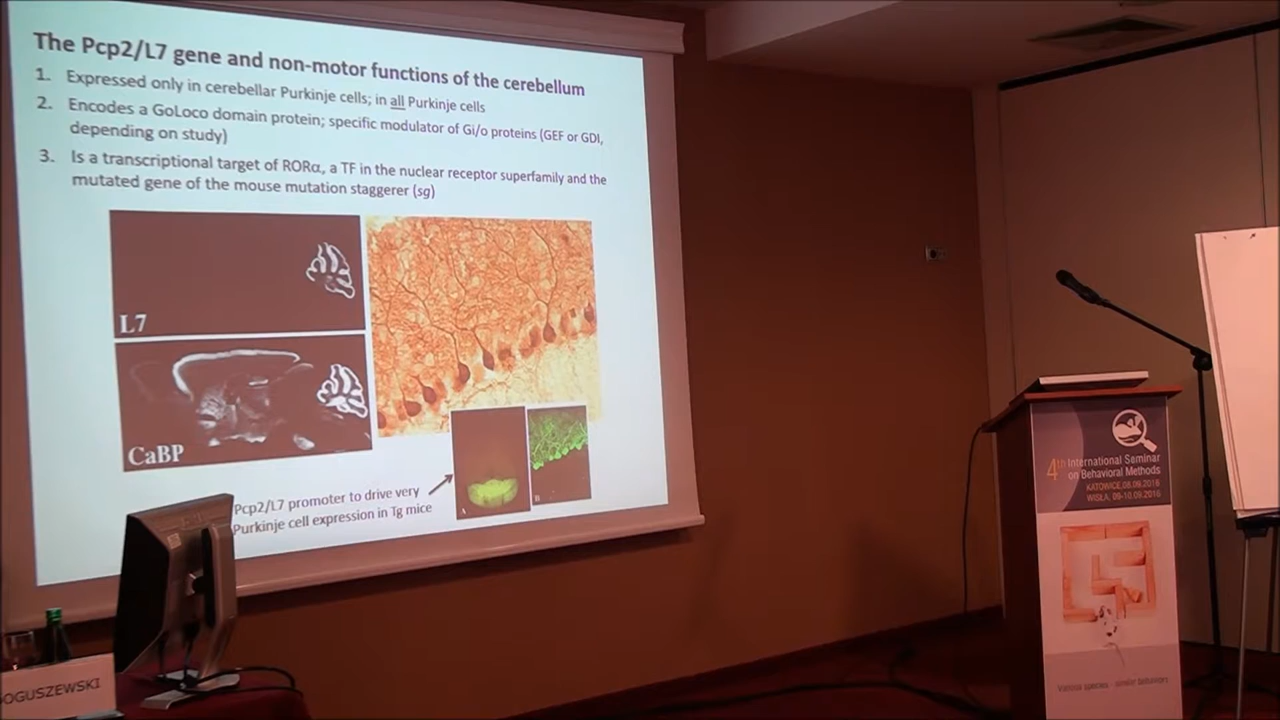 The Pcp2/L7 gene and non-motor functions of the cerebellum
1. Expressed only in cerebellar Purkinje cells; in all Purkinje cells
2. Encodes a GoLoco domain protein; specific modulator of Gi/o proteins (GEF or GDI,
depending on study)
3. Is a transcriptional target of RORα, a TF in the nuclear receptor superfamily and the
mutated gene of the mouse mutation staggerer (sg)
L7
CaBP
A
B
Pcp2/L7 promoter to drive very
Purkinje cell expression in Tg mice
OGUSZEWSKI
4th International Seminar
on Behavioral Methods
KATOWICE,08.09.2016
WISŁA, 09-10.09.2016
Various species - similar behaviors